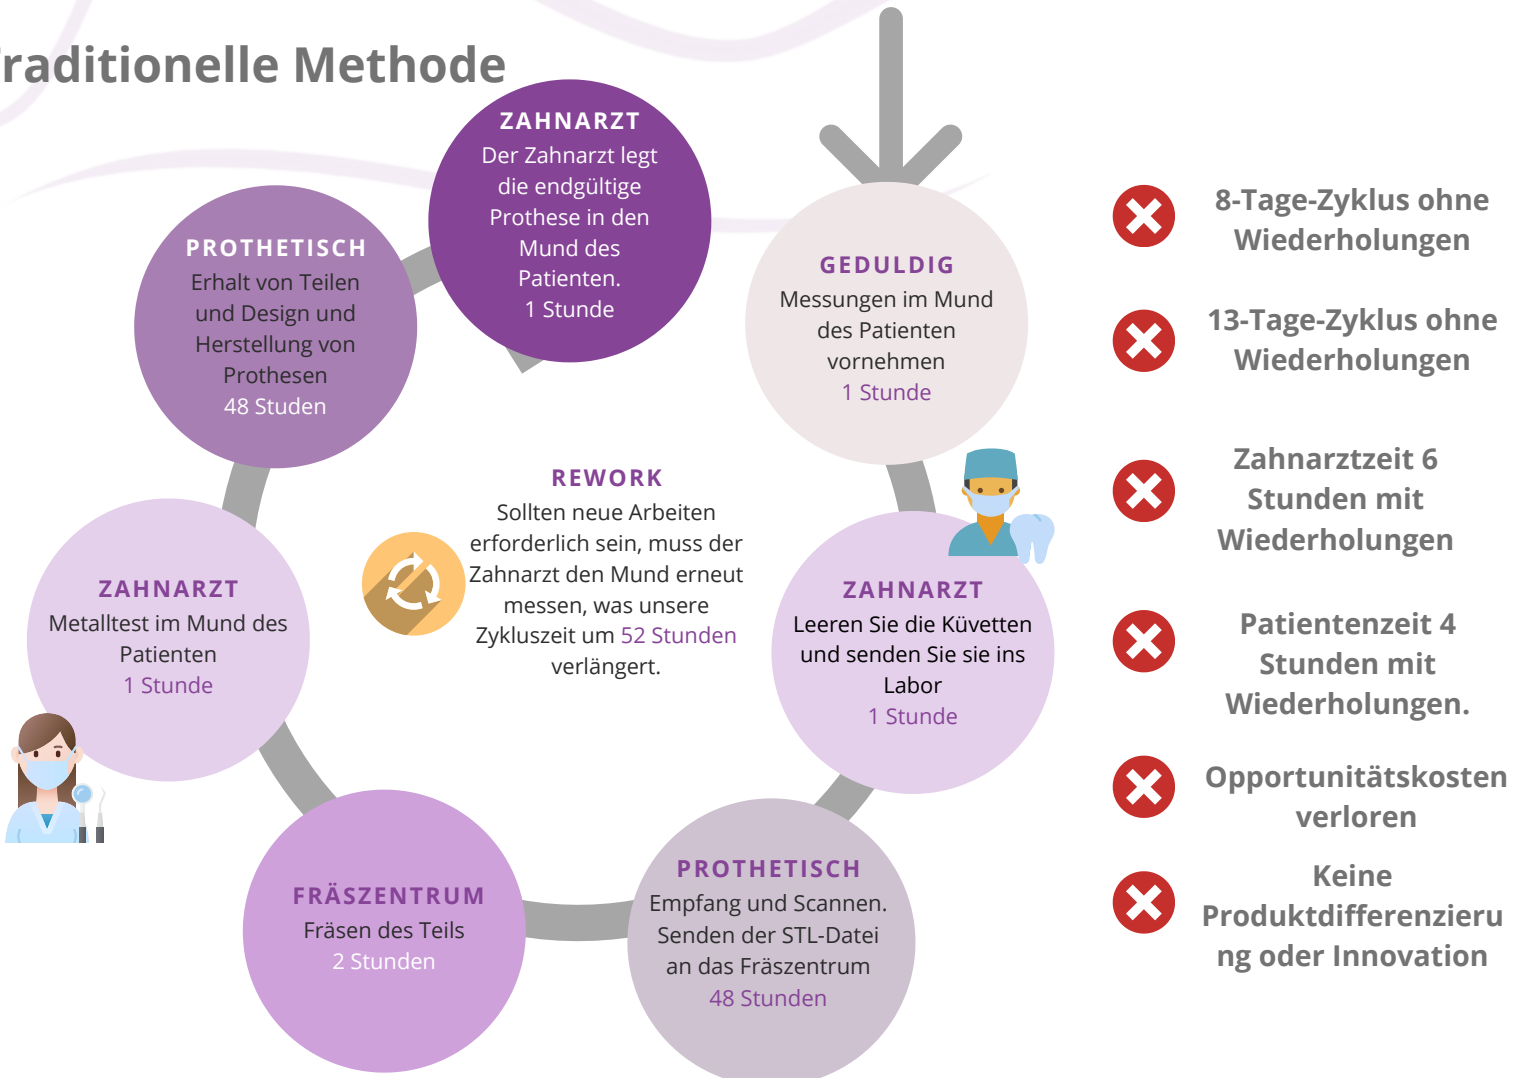 raditionelle Methode
ZAHNARZT
Der Zahnarzt legt
die endgültige
Prothese in den
Mund des
Patienten.
1 Stunde
PROTHETISCH
Erhalt von Teilen
und Design und
Herstellung von
Prothesen
48 Studen
GEDULDIG
Messungen im Mund
des Patienten
vornehmen
1 Stunde
REWORK
Sollten neue Arbeiten
erforderlich sein, muss der
Zahnarzt den Mund erneut
messen, was unsere
Zykluszeit um 52 Stunden
verlängert.
ZAHNARZT
Metalltest im Mund des
Patienten
1 Stunde
ZAHNARZT
Leeren Sie die Küvetten
und senden Sie sie ins
Labor
1 Stunde
FRÄSZENTRUM
Fräsen des Teils
2 Stunden
PROTHETISCH
Empfang und Scannen.
Senden der STL-Datei
an das Fräszentrum
48 Stunden
8-Tage-Zyklus ohne
Wiederholungen
13-Tage-Zyklus ohne
Wiederholungen
Zahnarztzeit 6
Stunden mit
Wiederholungen
Patientenzeit 4
Stunden mit
Wiederholungen.
Opportunitätskosten
verloren
Keine
Produktdifferenzieru
ng oder Innovation